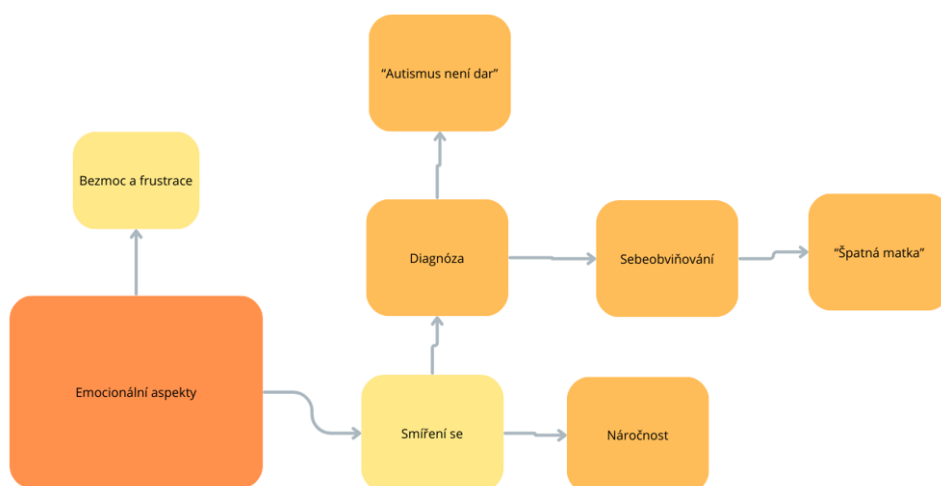 “Autismus není dar”
Bezmoc a frustrace
Diagnóza
Sebeobviňování
“Špatná matka”
Emocionální aspekty
Smíření se
Náročnost